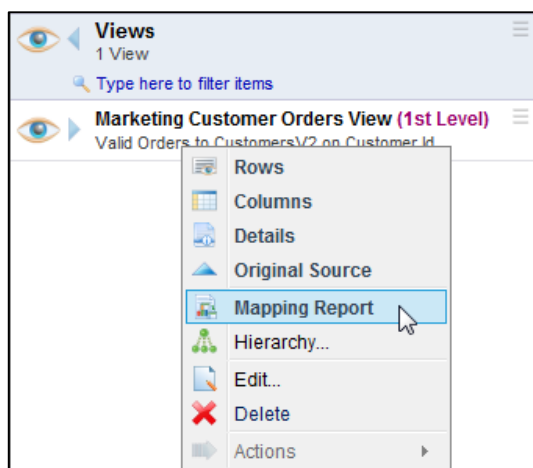 Views
1 View
Type here to filter items
Marketing Customer Orders View (1st Level)
Valid Orders to CustomersV2 on Customer Id
Rows
Columns
Details
Original Source
Mapping Report
Hierarchy...
Edit...
Delete
Actions